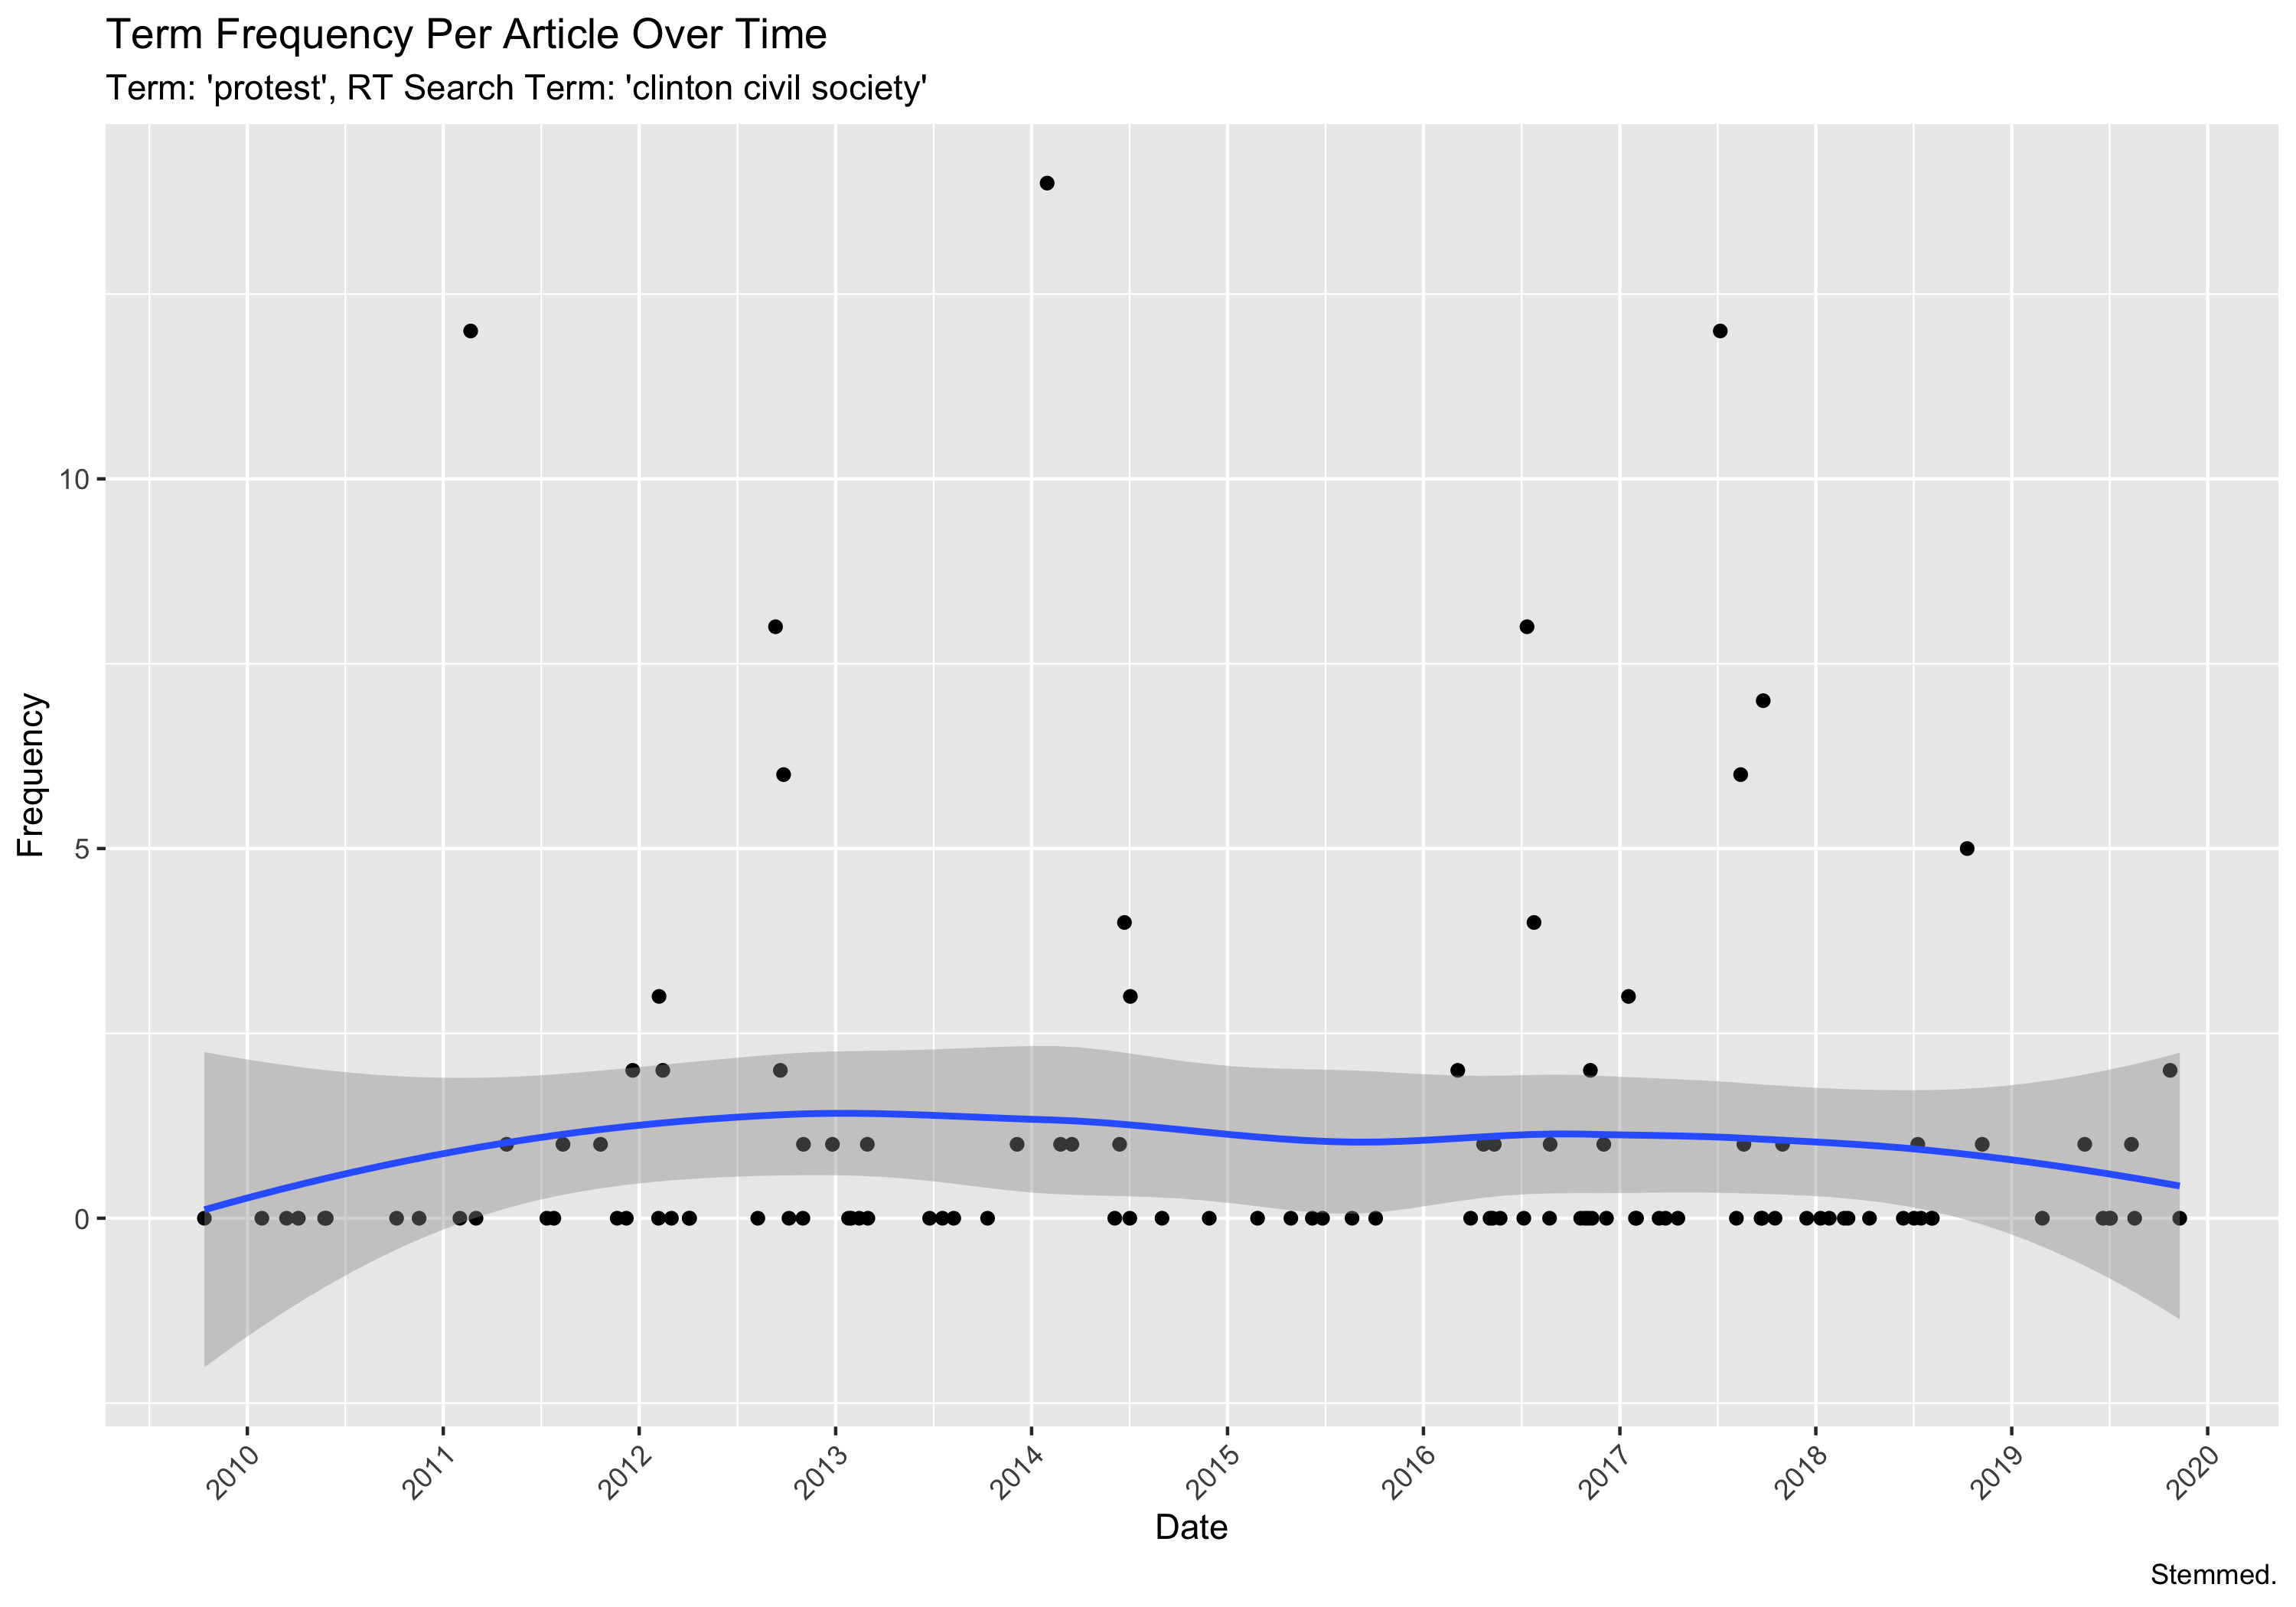 Term Frequency Per Article Over Time
Term: 'protest', RT Search Term: 'clinton civil society'
Frequency
10
5
0
2010
2011
2012
2013
2014
2015
2016
2017
2018
2019
2020
Date
Stemmed.